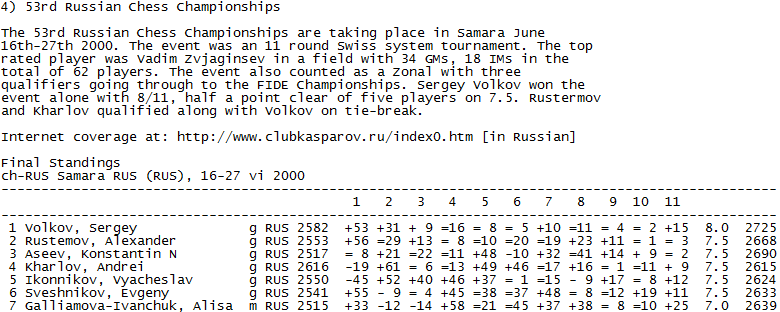 4) 53rd Russian Chess Championships
The 53rd Russian Chess Championships are taking place in Samara June
16th-27th 2000. The event was an 11 round Swiss system tournament. The top
rated player was Vadim Zvjaginsev in a field with 34 GMs, 18 IMs in the
total of 62 players. The event also counted as a Zonal with three
qualifiers going through to the FIDE Championships. Sergey Volkov won the
event alone with 8/11, half a point clear of five players on 7.5. Rustermov
and Kharlov qualified along with Volkov on tie-break.
Internet coverage at: http://www.clubkasparov.ru/index0.htm [in Russian]
Final Standings
ch-RUS Samara RUS (RUS), 16-27 vi 2000
--------------------------------------------------------------------------------
1 2 3 4 5 6 7 8 9 10 11
--------------------------------------------------------------------------------
1 Volkov, Sergey g RUS 2582 +53 +31 + 9 =16 = 8 = 5 +10 =11 = 4 = 2 +15 8.0 2725
2 Rustemov, Alexander g RUS 2553 +56 =29 +13 = 8 =10 =20 =19 +23 +11 = 1 = 3 7.5 2668
3 Aseev, Konstantin N g RUS 2517 = 8 +21 =22 =11 +48 -10 +32 =41 +14 + 9 = 2 7.5 2690
4 Kharlov, Andrei g RUS 2616 -19 +61 = 6 =13 +49 +46 =17 +16 = 1 =11 + 9 7.5 2615
5 Ikonnikov, Vyacheslav g RUS 2550 -45 +52 +40 +46 +37 = 1 =15 - 9 +17 = 8 +12 7.5 2624
6 Sveshnikov, Evgeny g RUS 2541 +55 - 9 = 4 +45 =38 =37 +48 = 8 =12 +19 +11 7.5 2633
7 Galliamova-Ivanchuk, Alisa m RUS 2515 +33 -12 -14 +58 =21 =45 +37 +38 = 8 =10 +25 7.0 2639